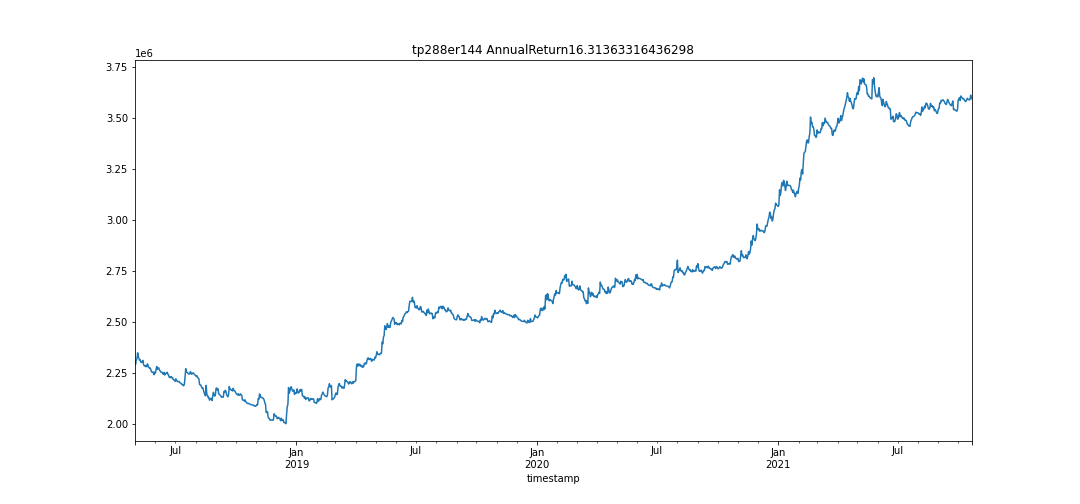 tp288er144 AnnualReturn16.31363316436298
1e6
3.75
3.50
3.25
3.00
2.75
2.50
2.25
2.00
Jul Jan Jul Jan Jul Jan Jul
2019 2020 2021
timestamp